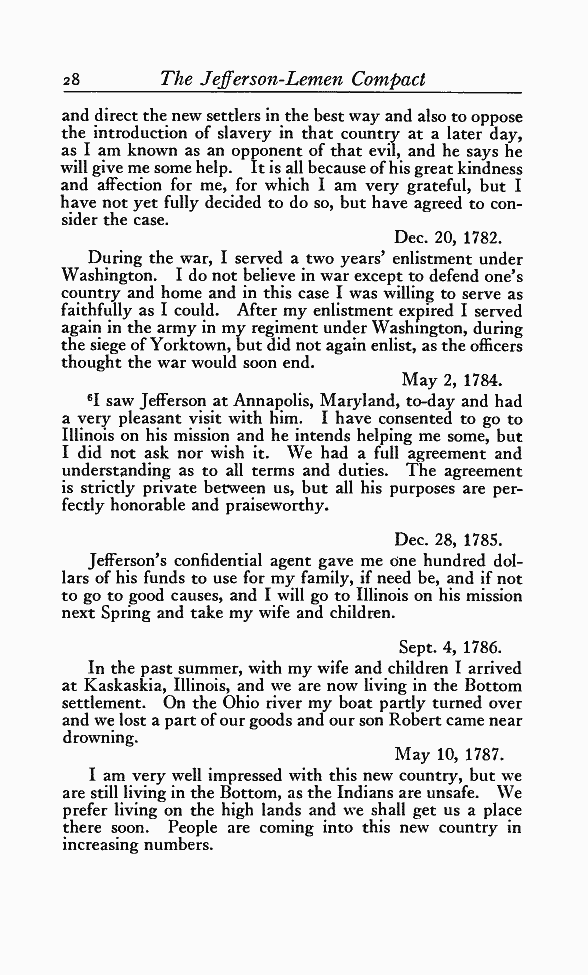 28 The Jefferson-Lemen Compact
and direct the new settlers in the best way and also to oppose
the introduction of slavery in that country at a later day,
as I am known as an opponent of that evil, and he says he
will give me some help. It is all because of his great kindness
and affection for me, for which I am very grateful, but I
have not yet fully decided to do so, but have agreed to con-
sider the case.
Dec. 20, 1782.
During the war, I served a two years' enlistment under
Washington. I do not believe in war except to defend one's
country and home and in this case I was willing to serve as
faithfully as I could. After my enlistment expired I served
again in the army in my regiment under Washington, during
the siege of Yorktown, but did not again enlist, as the officers
thought the war would soon end.
May 2, 1784.
⁶I saw Jefferson at Annapolis, Maryland, to-day and had
a very pleasant visit with him. I have consented to go to
Illinois on his mission and he intends helping me some, but
I did not ask nor wish it. We had a full agreement and
understanding as to all terms and duties. The agreement
is strictly private between us, but all his purposes are per-
fectly honorable and praiseworthy.
Dec. 28, 1785.
Jefferson's confidential agent gave me one hundred dol-
lars of his funds to use for my family, if need be, and if not
to go to good causes, and I will go to Illinois on his mission
next Spring and take my wife and children.
Sept. 4, 1786.
In the past summer, with my wife and children I arrived
at Kaskaskia, Illinois, and we are now living in the Bottom
settlement. On the Ohio river my boat partly turned over
and we lost a part of our goods and our son Robert came near
drowning.
May 10, 1787.
I am very well impressed with this new country, but we
are still living in the Bottom, as the Indians are unsafe. We
prefer living on the high lands and we shall get us a place
there soon. People are coming into this new country in
increasing numbers.